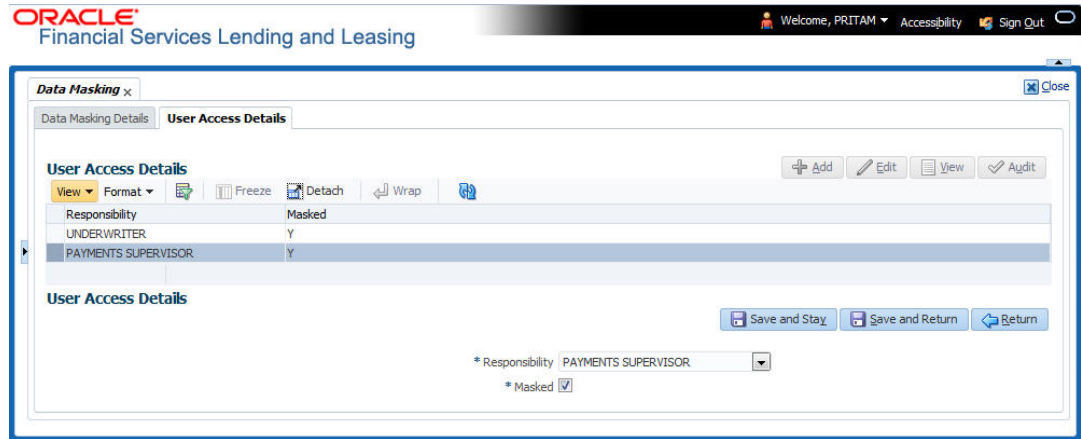 ORACLE
Financial Services Lending and Leasing
Welcome, PRITAM Accessibility Sign Out
Data Masking x
Close
Data Masking Details User Access Details
User Access Details
Add Edit View Audit
View Format Freeze Detach Wrap
Responsibility Masked
UNDERWRITER Y
PAYMENTS SUPERVISOR Y
User Access Details
Save and Stay Save and Return Return
* Responsibility PAYMENTS SUPERVISOR
* Masked